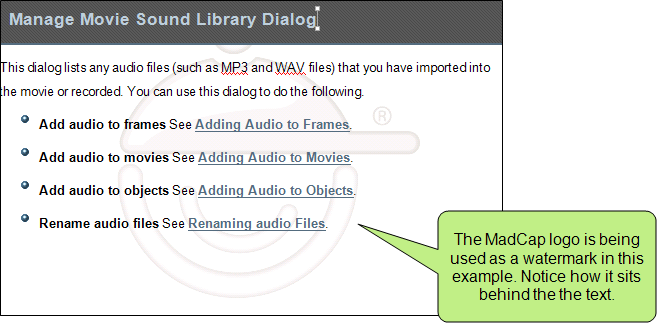 Manage Movie Sound Library Dialog
This dialog lists any audio files (such as MP3 and WAV files) that you have imported into
the movie or recorded. You can use this dialog to do the following.
Add audio to frames See Adding Audio to Frames.
Add audio to movies See Adding Audio to Movies.
Add audio to objects See Adding Audio to Objects.
Rename audio files See Renaming audio Files.
®
The MadCap logo is being
used as a watermark in this
example. Notice how it sits
behind the the text.